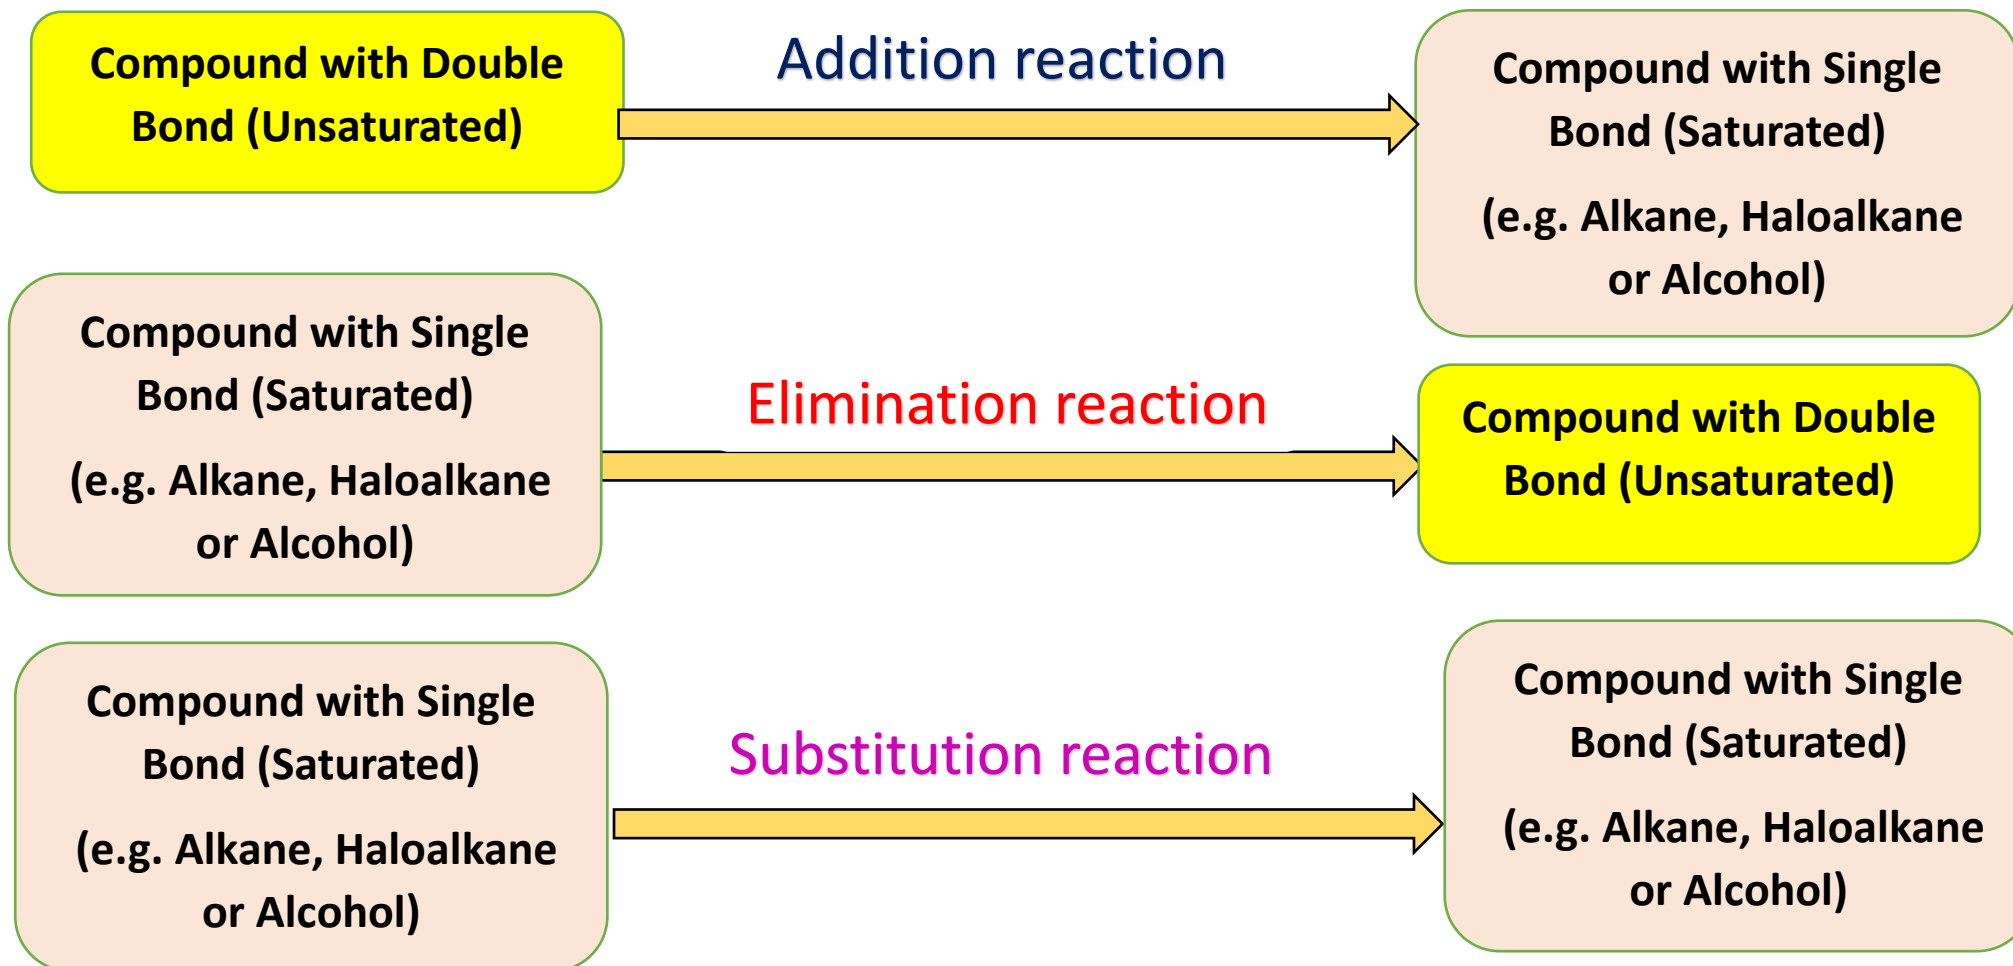 Compound with Double
Bond (Unsaturated)
Addition reaction
Compound with Single
Bond (Saturated)
(e.g. Alkane, Haloalkane
or Alcohol)
Compound with Single
Bond (Saturated)
(e.g. Alkane, Haloalkane
or Alcohol)
Elimination reaction
Compound with Double
Bond (Unsaturated)
Compound with Single
Bond (Saturated)
(e.g. Alkane, Haloalkane
or Alcohol)
Substitution reaction
Compound with Single
Bond (Saturated)
(e.g. Alkane, Haloalkane
or Alcohol)